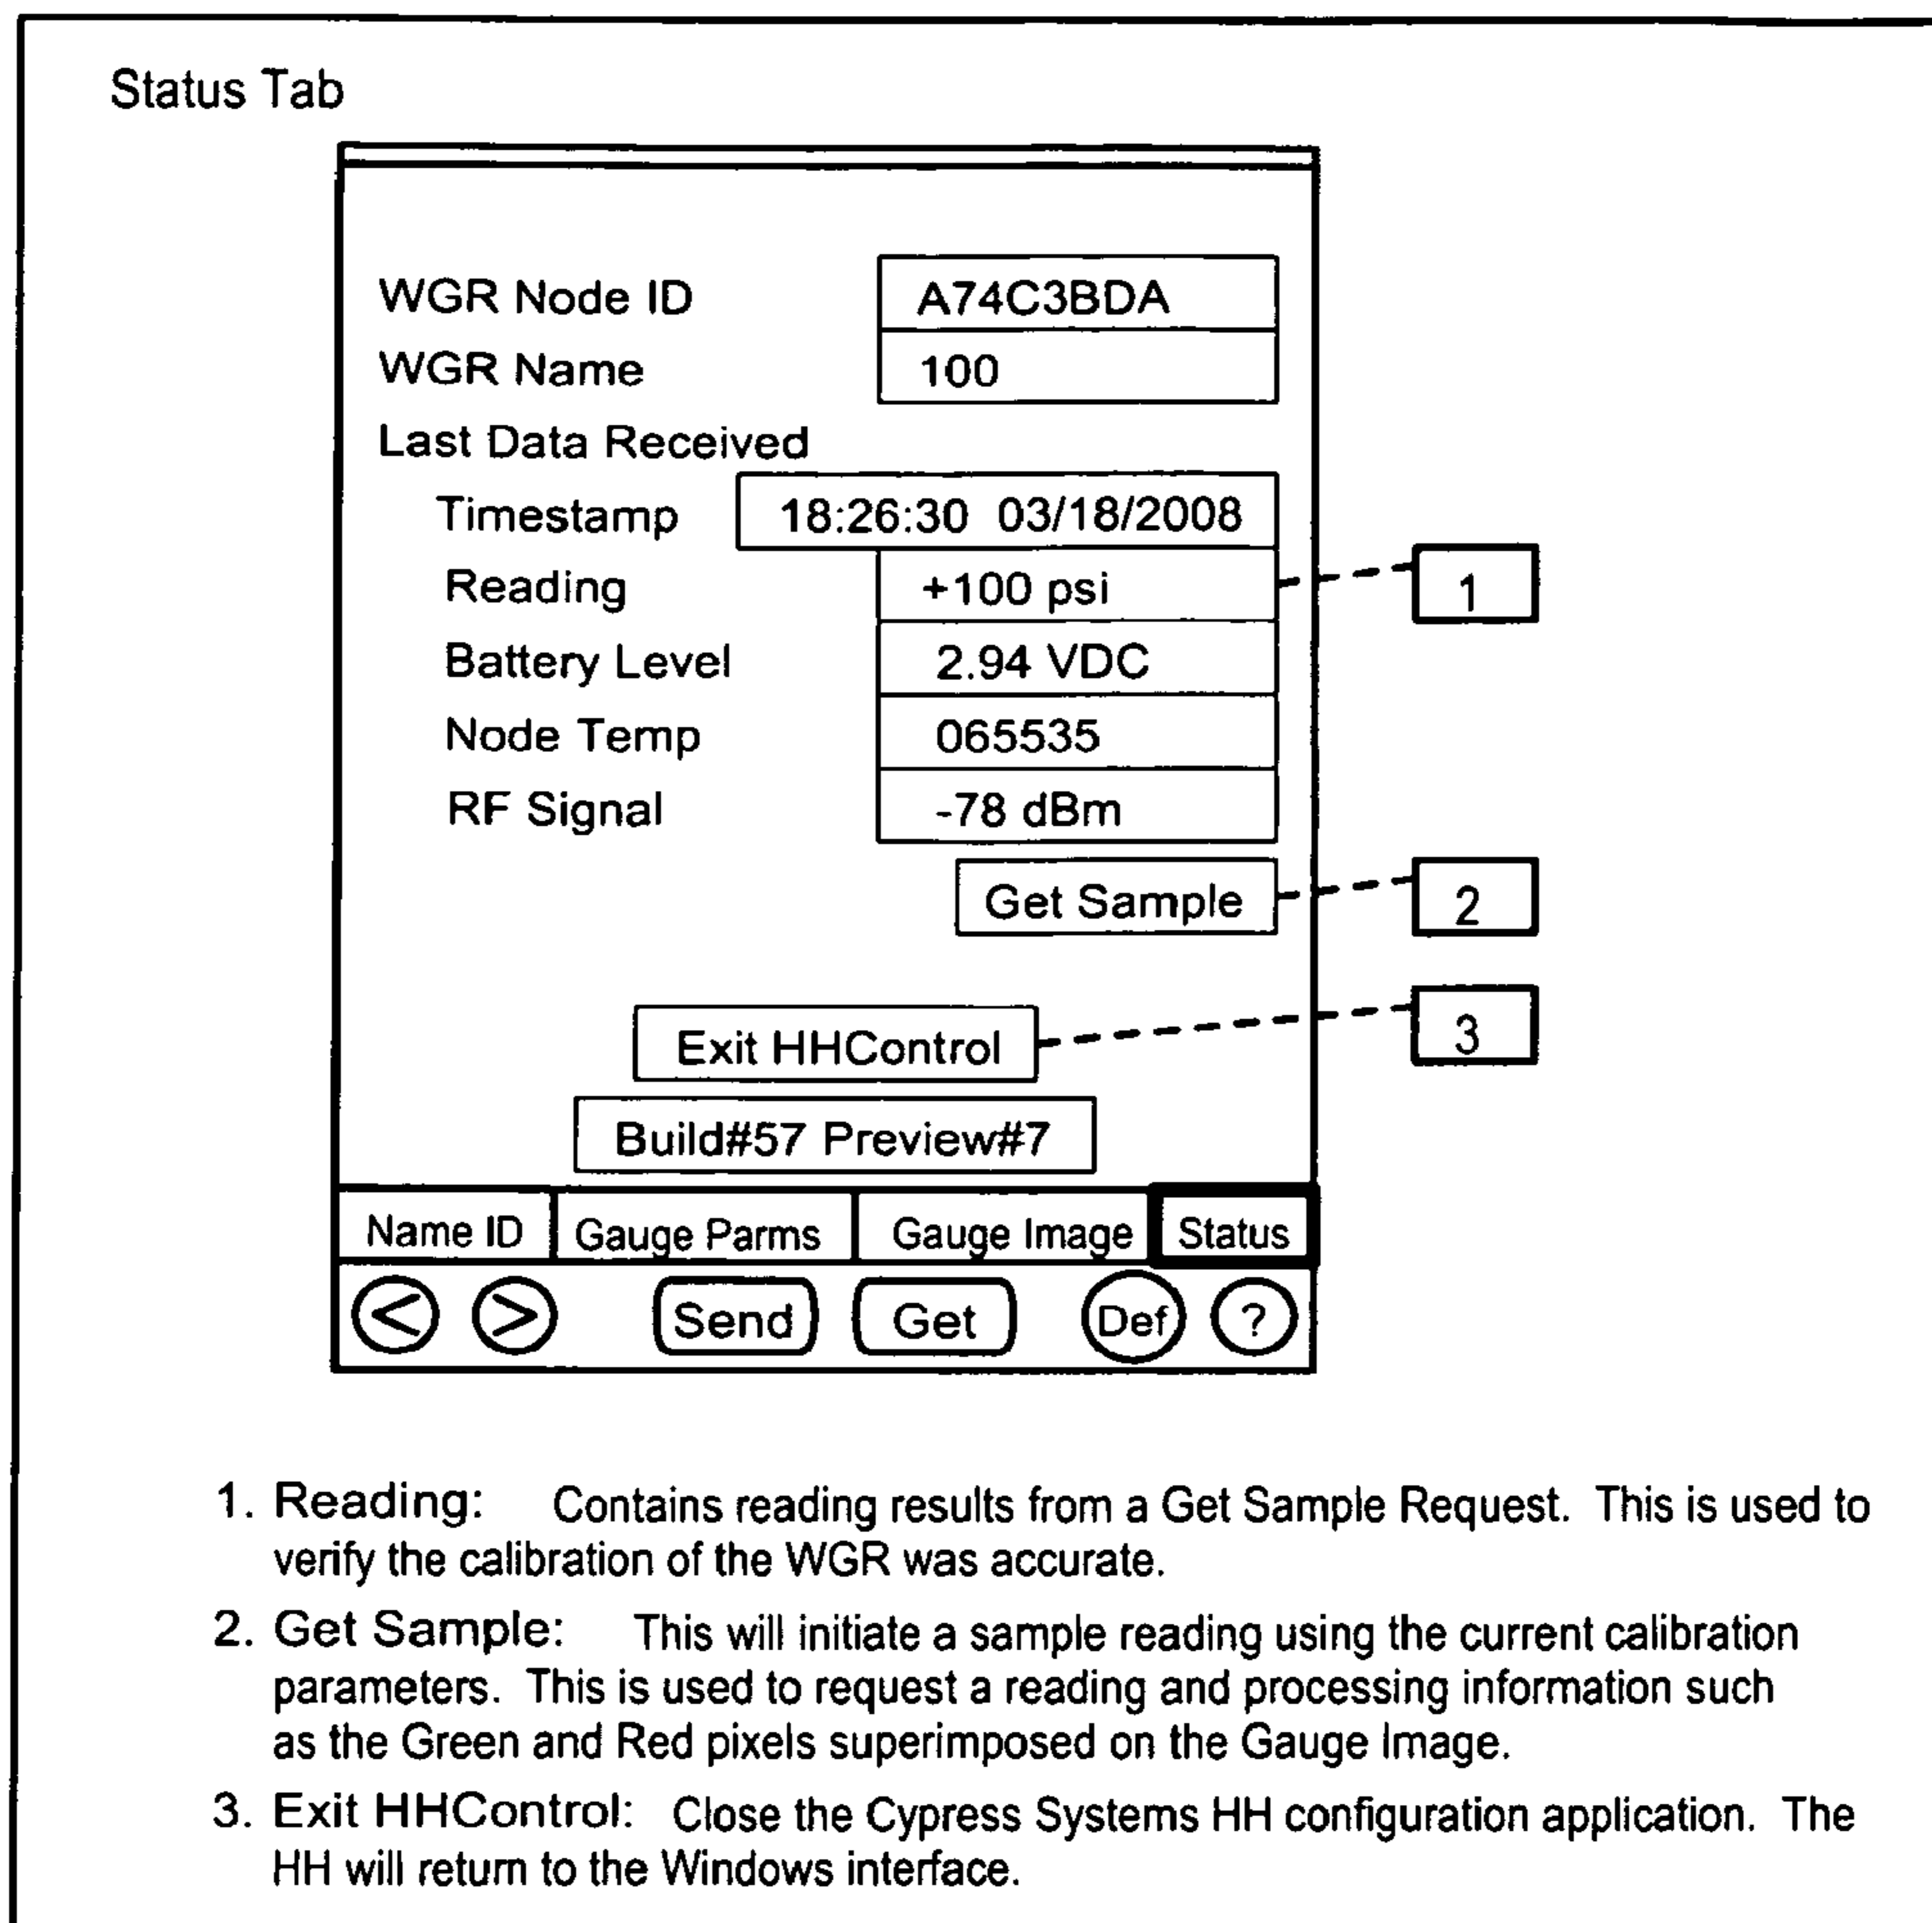 Status Tab
WGR Node ID A74C3BDA
WGR Name 100
Last Data Received
Timestamp 18:26:30 03/18/2008
Reading +100 psi 1
Battery Level 2.94 VDC
Node Temp 065535
RF Signal -78 dBm
Get Sample 2
Exit HHControl 3
Build#57 Preview#7
Name ID Gauge Parms Gauge Image Status
< > Send Get Def ?
1. Reading: Contains reading results from a Get Sample Request. This is used to
verify the calibration of the WGR was accurate.
2. Get Sample: This will initiate a sample reading using the current calibration
parameters. This is used to request a reading and processing information such
as the Green and Red pixels superimposed on the Gauge Image.
3. Exit HHControl: Close the Cypress Systems HH configuration application. The
HH will return to the Windows interface.